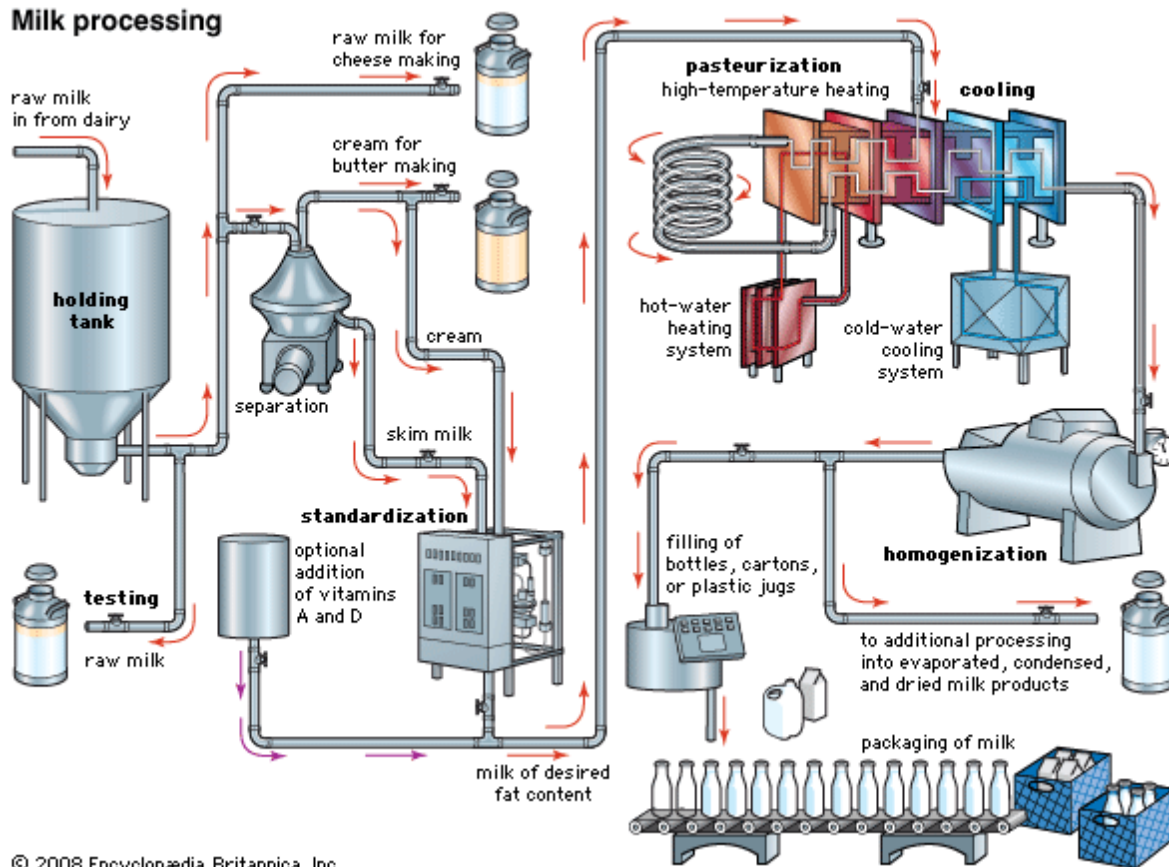 Milk processing
raw milk for
cheese making
raw milk
in from dairy
cream for
butter making
holding
tank
separation
cream
skim milk
standardization
optional
addition
of vitamins
A and D
testing
raw milk
milk of desired
fat content
pasteurization
high-temperature heating
cooling
hot-water
heating
system
cold-water
cooling
system
homogenization
filling of
bottles, cartons,
or plastic jugs
to additional processing
into evaporated, condensed,
and dried milk products
packaging of milk
© 2008 Encyclopædia Britannica, Inc.